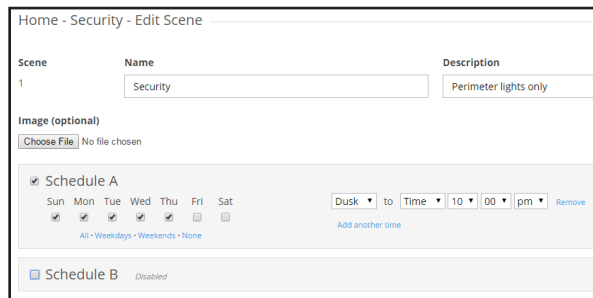 Home - Security - Edit Scene
Scene Name Description
1 Security Perimeter lights only
Image (optional)
Choose File No file chosen
Schedule A
Sun Mon Tue Wed Thu Fri Sat
Dusk to Time 10 00 pm Remove
Add another time
All • Weekdays • Weekends • None
Schedule B Disabled